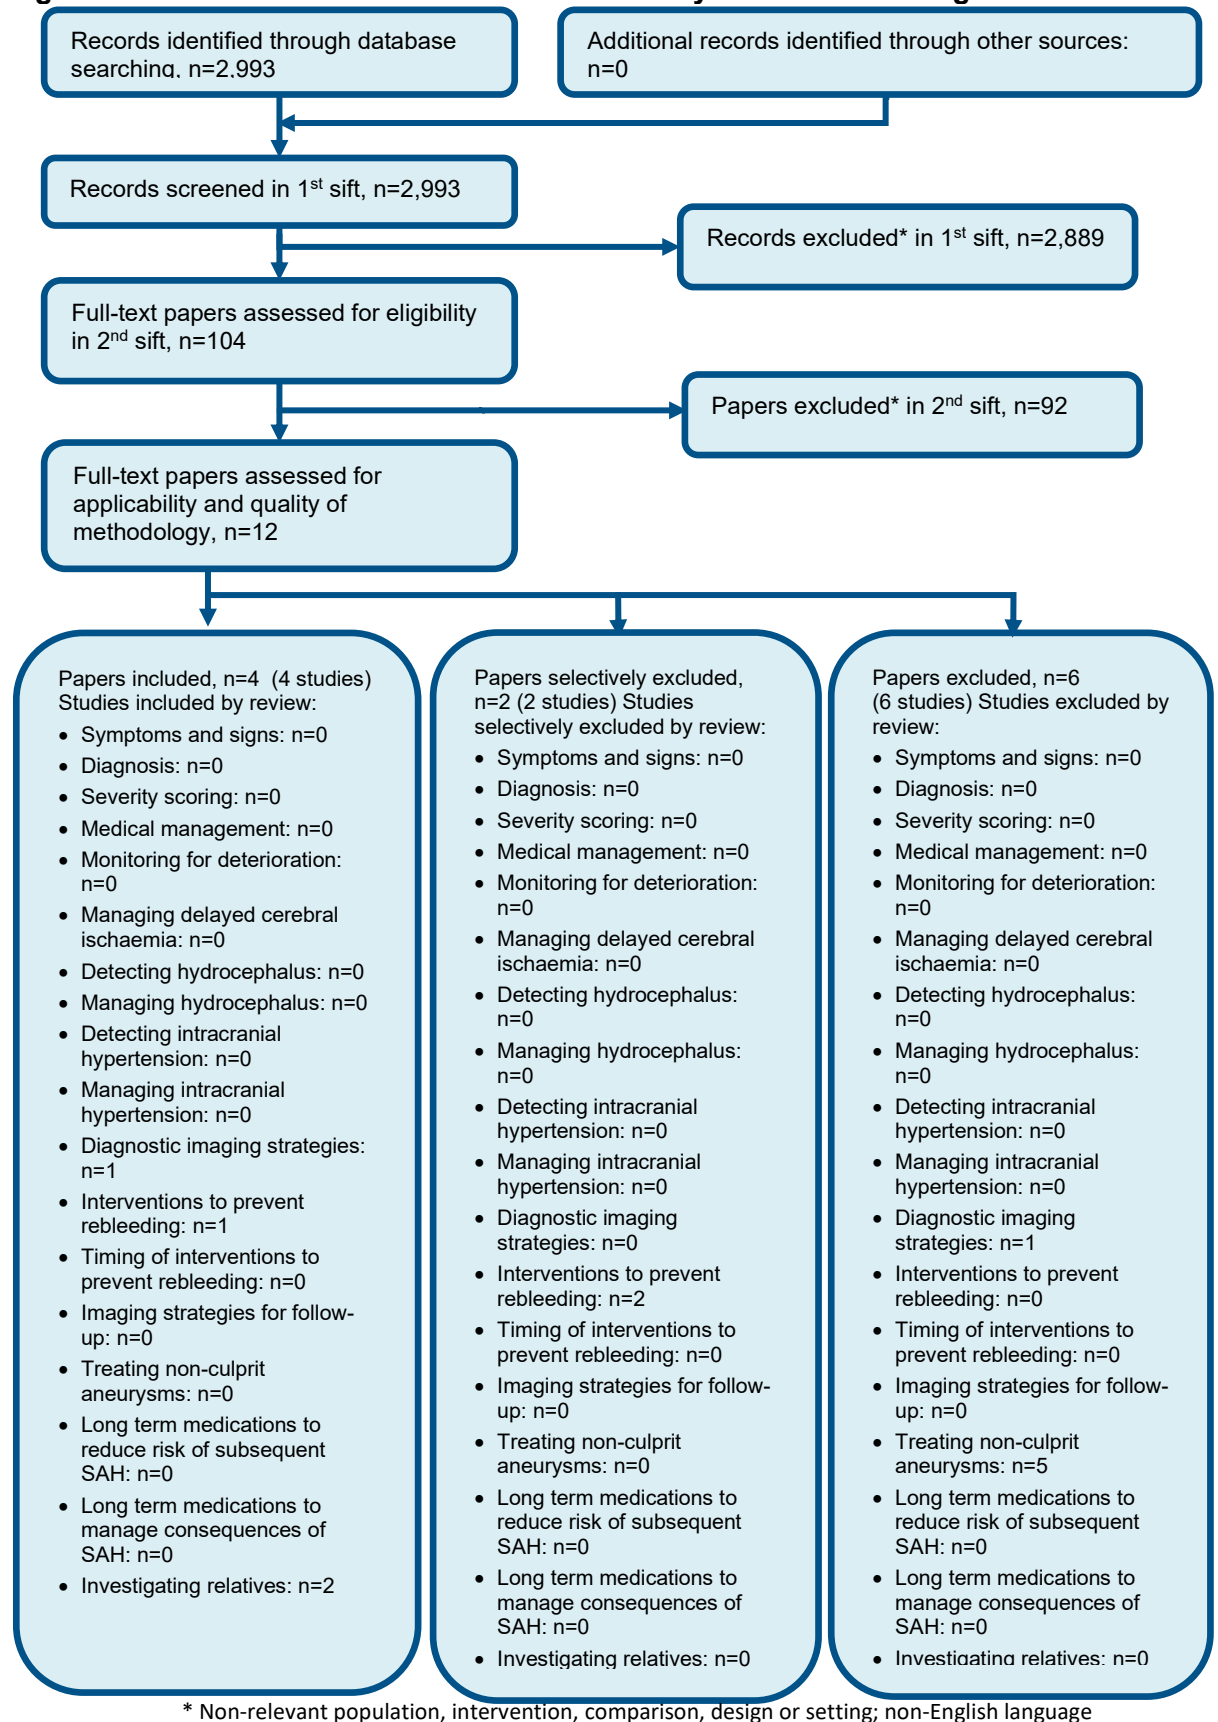 Records identified through database
searching, n=2,993
Additional records identified through other sources:
n=0
Records screened in 1st sift, n=2,993
Records excluded* in 1st sift, n=2,889
Full-text papers assessed for eligibility
in 2nd sift, n=104
Papers excluded* in 2nd sift, n=92
Full-text papers assessed for
applicability and quality of
methodology, n=12
Papers included, n=4 (4 studies)
Studies included by review:
• Symptoms and signs: n=0
• Diagnosis: n=0
• Severity scoring: n=0
• Medical management: n=0
• Monitoring for deterioration:
n=0
• Managing delayed cerebral
ischaemia: n=0
• Detecting hydrocephalus: n=0
• Managing hydrocephalus: n=0
• Detecting intracranial
hypertension: n=0
• Managing intracranial
hypertension: n=0
• Diagnostic imaging strategies:
n=1
• Interventions to prevent
rebleeding: n=1
• Timing of interventions to
prevent rebleeding: n=0
• Imaging strategies for follow-
up: n=0
• Treating non-culprit
aneurysms: n=0
• Long term medications to
reduce risk of subsequent
SAH: n=0
• Long term medications to
manage consequences of
SAH: n=0
• Investigating relatives: n=2
Papers selectively excluded,
n=2 (2 studies) Studies
selectively excluded by review:
• Symptoms and signs: n=0
• Diagnosis: n=0
• Severity scoring: n=0
• Medical management: n=0
• Monitoring for deterioration:
n=0
• Managing delayed cerebral
ischaemia: n=0
• Detecting hydrocephalus:
n=0
• Managing hydrocephalus:
n=0
• Detecting intracranial
hypertension: n=0
• Managing intracranial
hypertension: n=0
• Diagnostic imaging
strategies: n=0
• Interventions to prevent
rebleeding: n=2
• Timing of interventions to
prevent rebleeding: n=0
• Imaging strategies for follow-
up: n=0
• Treating non-culprit
aneurysms: n=0
• Long term medications to
reduce risk of subsequent
SAH: n=0
• Long term medications to
manage consequences of
SAH: n=0
• Investigating relatives: n=0
Papers excluded, n=6
(6 studies) Studies excluded by
review:
• Symptoms and signs: n=0
• Diagnosis: n=0
• Severity scoring: n=0
• Medical management: n=0
• Monitoring for deterioration:
n=0
• Managing delayed cerebral
ischaemia: n=0
• Detecting hydrocephalus:
n=0
• Managing hydrocephalus:
n=0
• Detecting intracranial
hypertension: n=0
• Managing intracranial
hypertension: n=0
• Diagnostic imaging
strategies: n=1
• Interventions to prevent
rebleeding: n=0
• Timing of interventions to
prevent rebleeding: n=0
• Imaging strategies for follow-
up: n=0
• Treating non-culprit
aneurysms: n=5
• Long term medications to
reduce risk of subsequent
SAH: n=0
• Long term medications to
manage consequences of
SAH: n=0
• Investigating relatives: n=0
* Non-relevant population, intervention, comparison, design or setting; non-English language